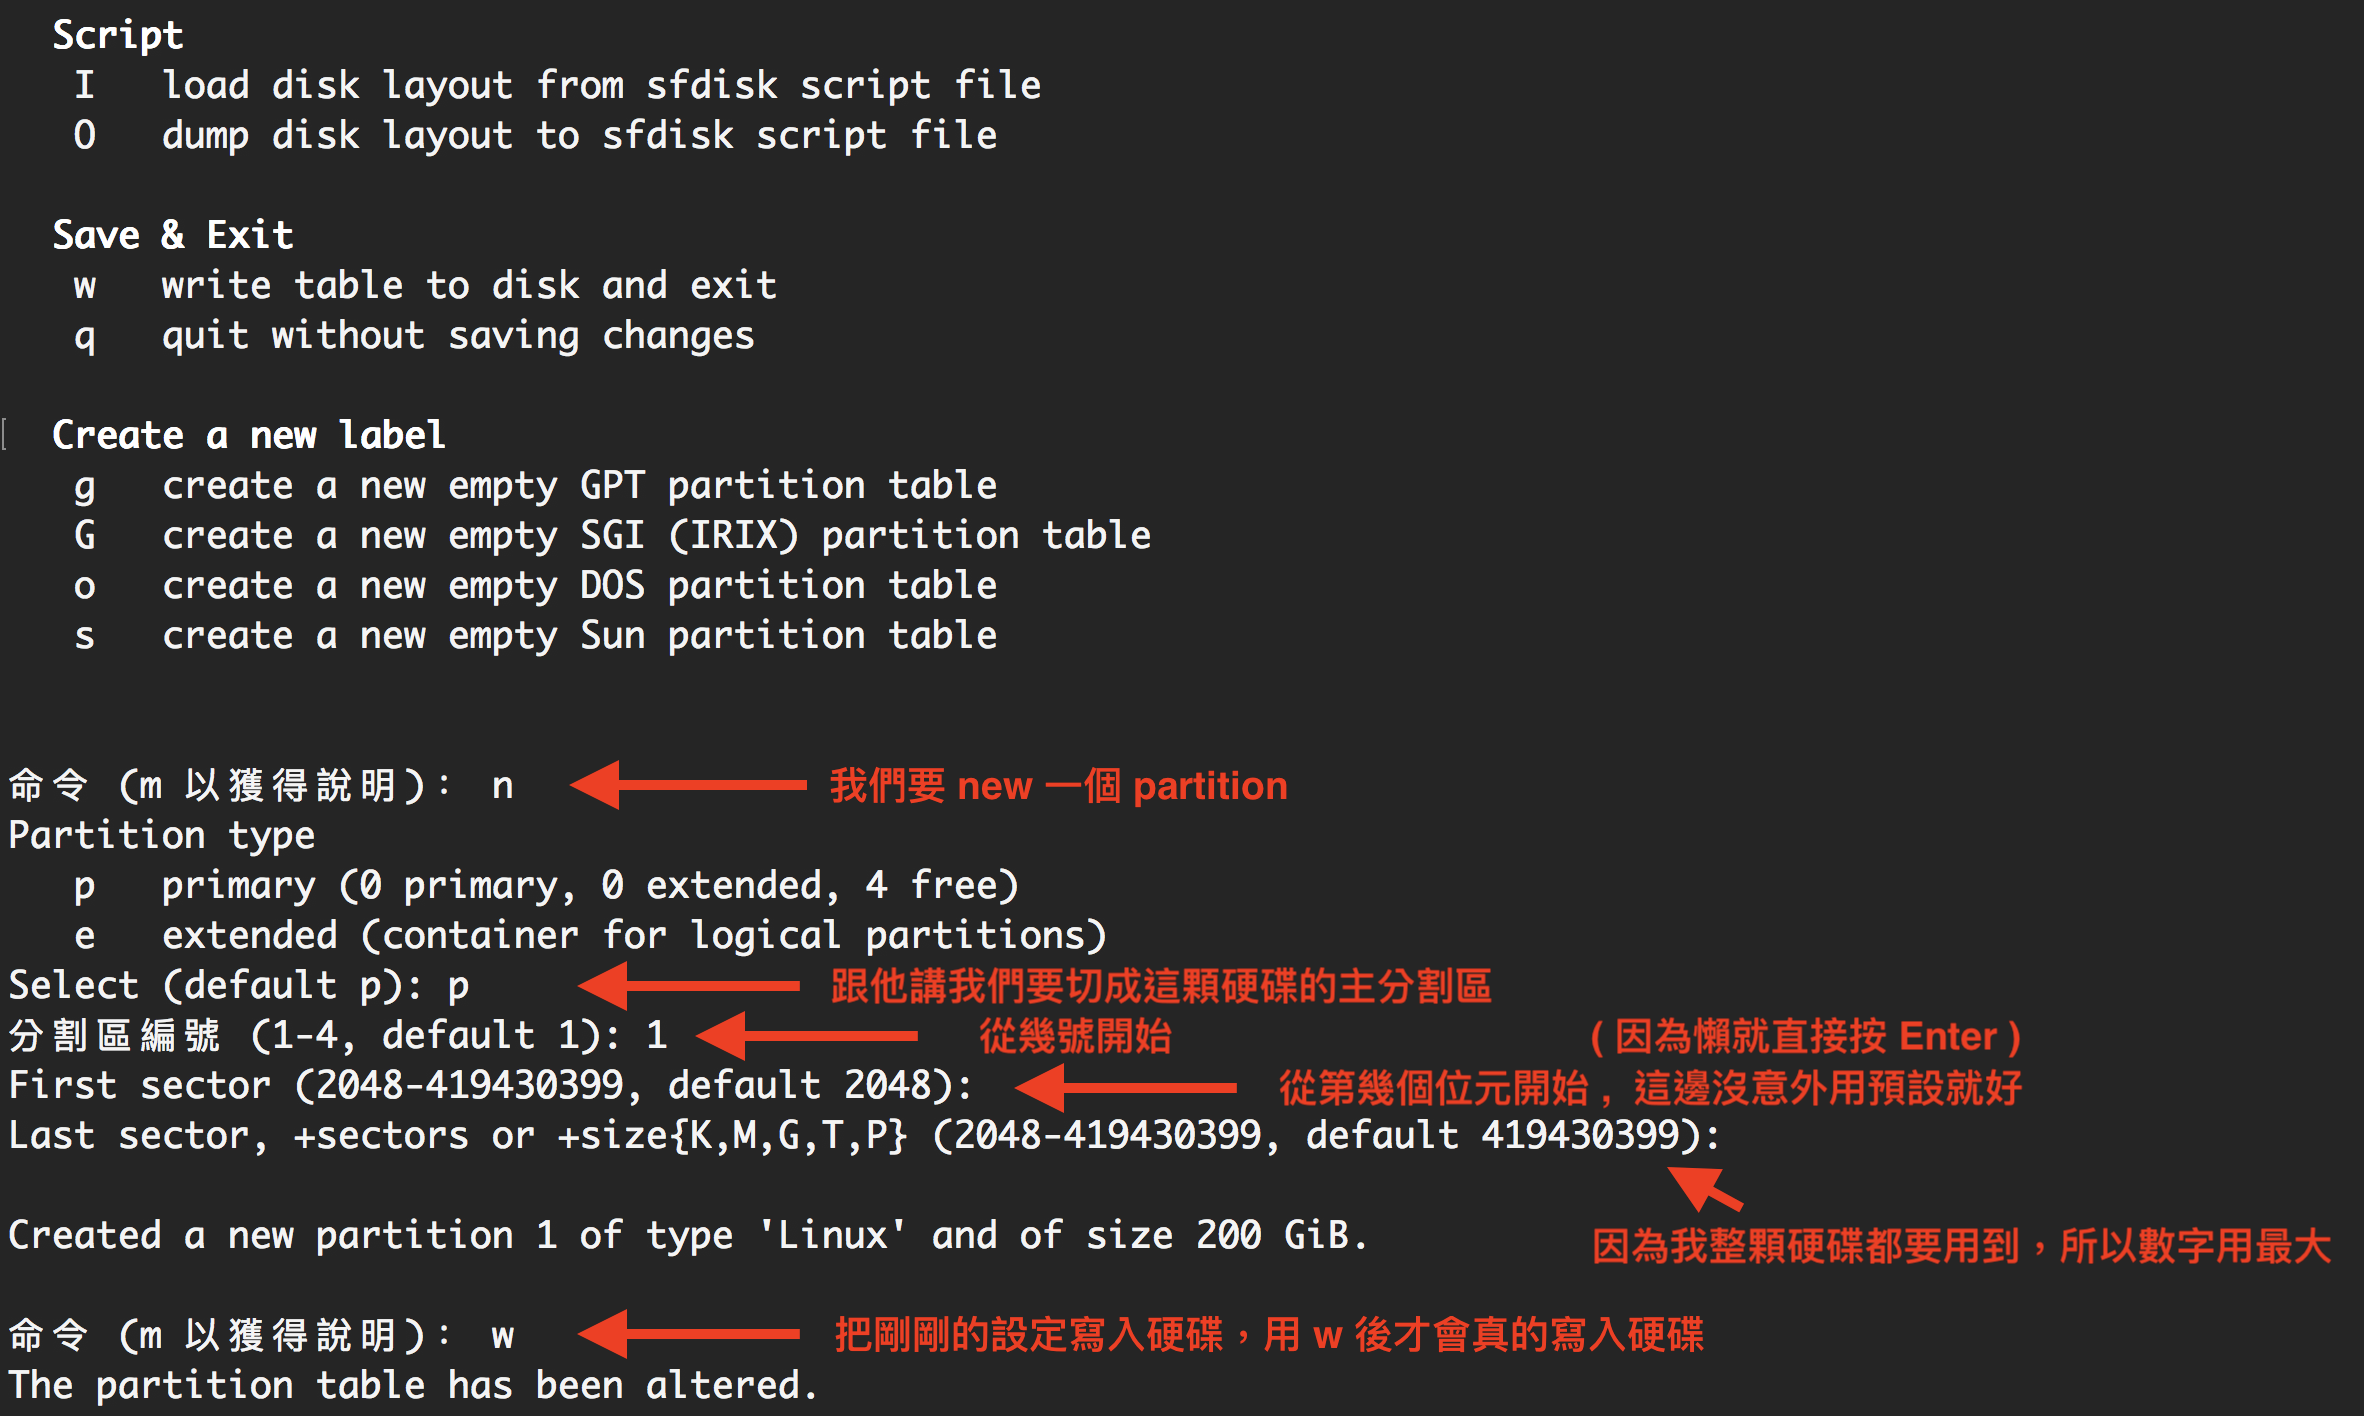 Script
I load disk layout from sfdisk script file
O dump disk layout to sfdisk script file
Save & Exit
w write table to disk and exit
q quit without saving changes
Create a new label
g create a new empty GPT partition table
G create a new empty SGI (IRIX) partition table
o create a new empty DOS partition table
s create a new empty Sun partition table
命令 (m 以獲得說明)： n 我們要 new 一個 partition
Partition type
p primary (0 primary, 0 extended, 4 free)
e extended (container for logical partitions)
Select (default p): p 跟他講我們要切成這顆硬碟的主分割區
分割區編號 (1-4, default 1): 1 從幾號開始 ( 因為懶就直接按 Enter )
First sector (2048-419430399, default 2048): 從第幾個位元開始，這邊沒意外用預設就好
Last sector, +sectors or +size{K,M,G,T,P} (2048-419430399, default 419430399):
Created a new partition 1 of type 'Linux' and of size 200 GiB.
因為我整顆硬碟都要用到，所以數字用最大
命令 (m 以獲得說明)： w 把剛剛的設定寫入硬碟，用 w 後才會真的寫入硬碟
The partition table has been altered.